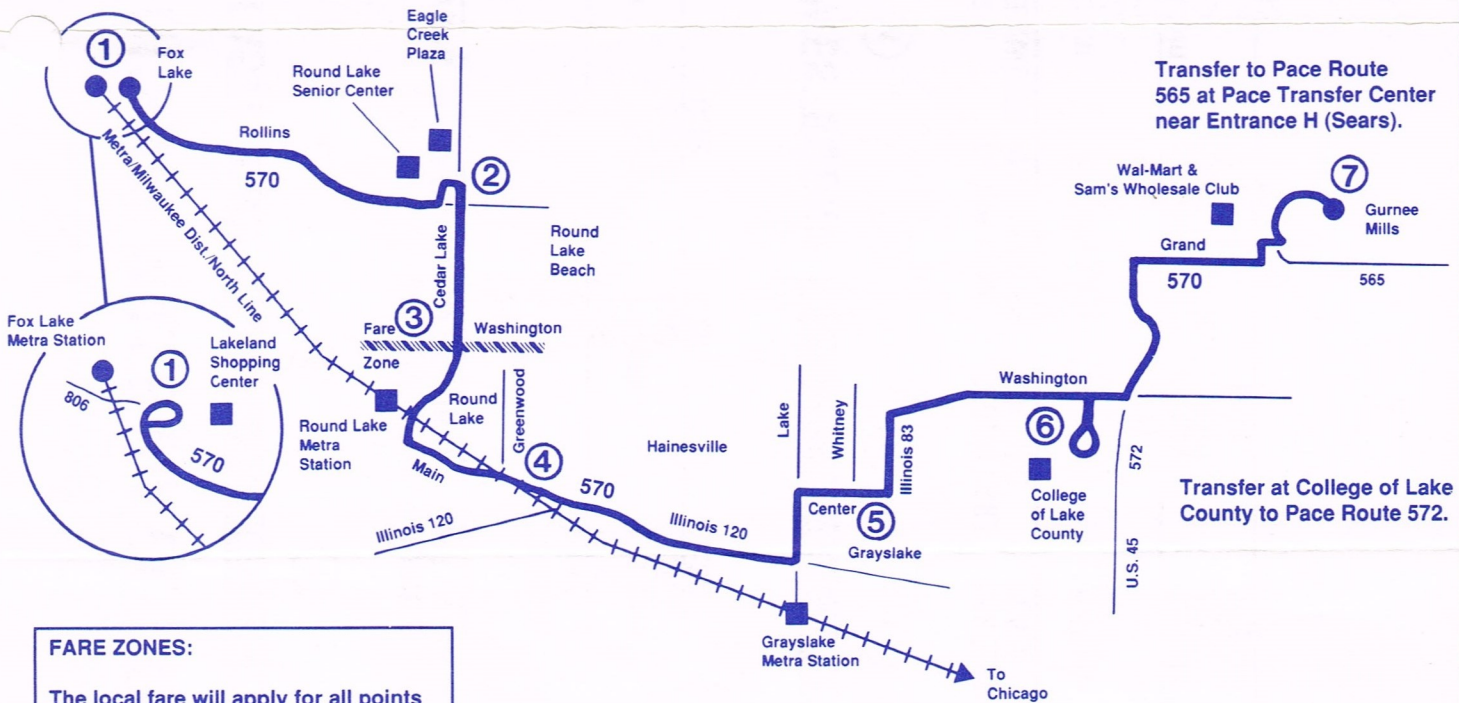 Eagle
Creek
Plaza
①
Fox
Lake
Round Lake
Senior Center
Rollins
570
②
Metra/Milwaukee Dist./North Line
Cedar Lake
Round
Lake
Beach
Transfer to Pace Route
565 at Pace Transfer Center
near Entrance H (Sears).
Wal-Mart &
Sam's Wholesale Club
⑦
Gurnee
Mills
Grand
570
565
Fare
③
Washington
Zone
Fox Lake
Metra Station
①
Lakeland
Shopping
Center
806
570
Round Lake
Metra
Station
Round
Lake
Greenwood
Main
④
570
Hainesville
Illinois 120
Illinois 120
Lake
Whitney
Center
⑤
Grayslake
Illinois 83
Washington
⑥
College
of Lake
County
572
U.S. 45
Transfer at College of Lake
County to Pace Route 572.
Grayslake
Metra Station
To
Chicago
FARE ZONES:
The local fare will apply for all points